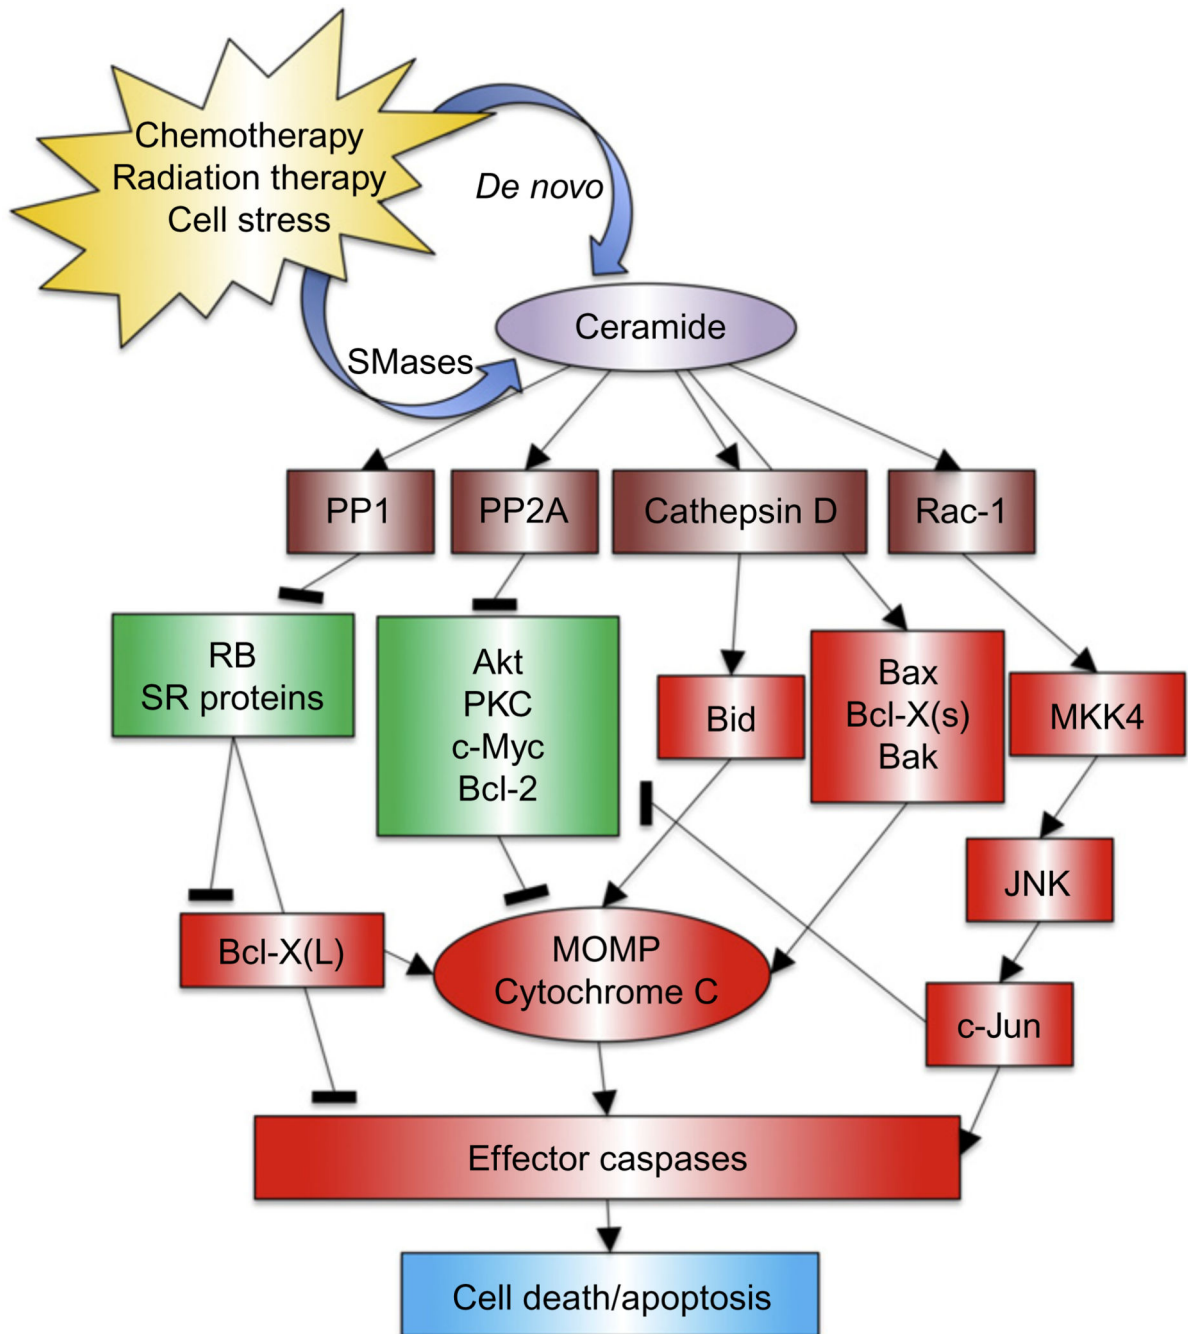 Chemotherapy
Radiation therapy
Cell stress
De novo
SMases
Ceramide
PP1
PP2A
Cathepsin D
Rac-1
RB
SR proteins
Akt
PKC
c-Myc
Bcl-2
Bid
Bax
Bcl-X(s)
Bak
MKK4
JNK
Bcl-X(L)
MOMP
Cytochrome C
c-Jun
Effector caspases
Cell death/apoptosis